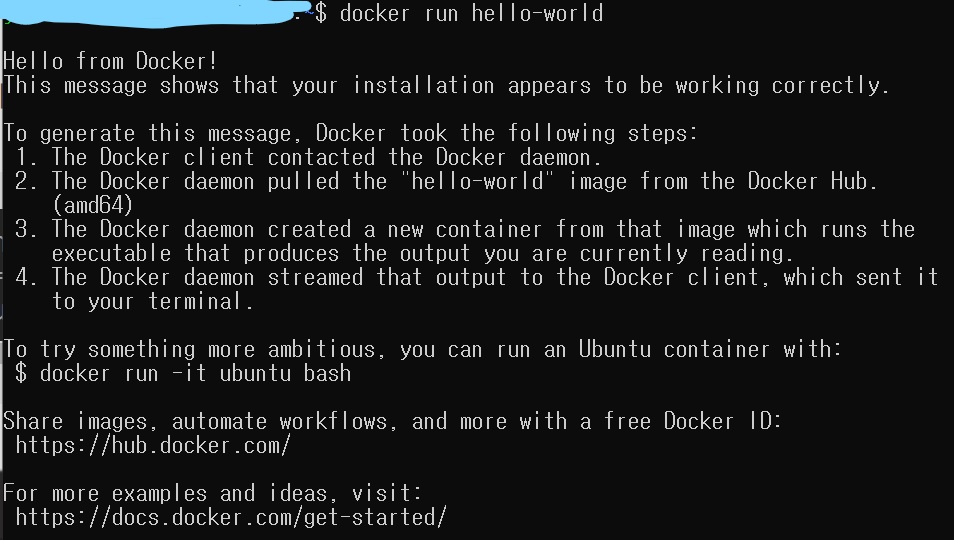 :~$ docker run hello-world
Hello from Docker!
This message shows that your installation appears to be working correctly.
To generate this message, Docker took the following steps:
1. The Docker client contacted the Docker daemon.
2. The Docker daemon pulled the "hello-world" image from the Docker Hub.
(amd64)
3. The Docker daemon created a new container from that image which runs the
executable that produces the output you are currently reading.
4. The Docker daemon streamed that output to the Docker client, which sent it
to your terminal.
To try something more ambitious, you can run an Ubuntu container with:
$ docker run -it ubuntu bash
Share images, automate workflows, and more with a free Docker ID:
https://hub.docker.com/
For more examples and ideas, visit:
https://docs.docker.com/get-started/